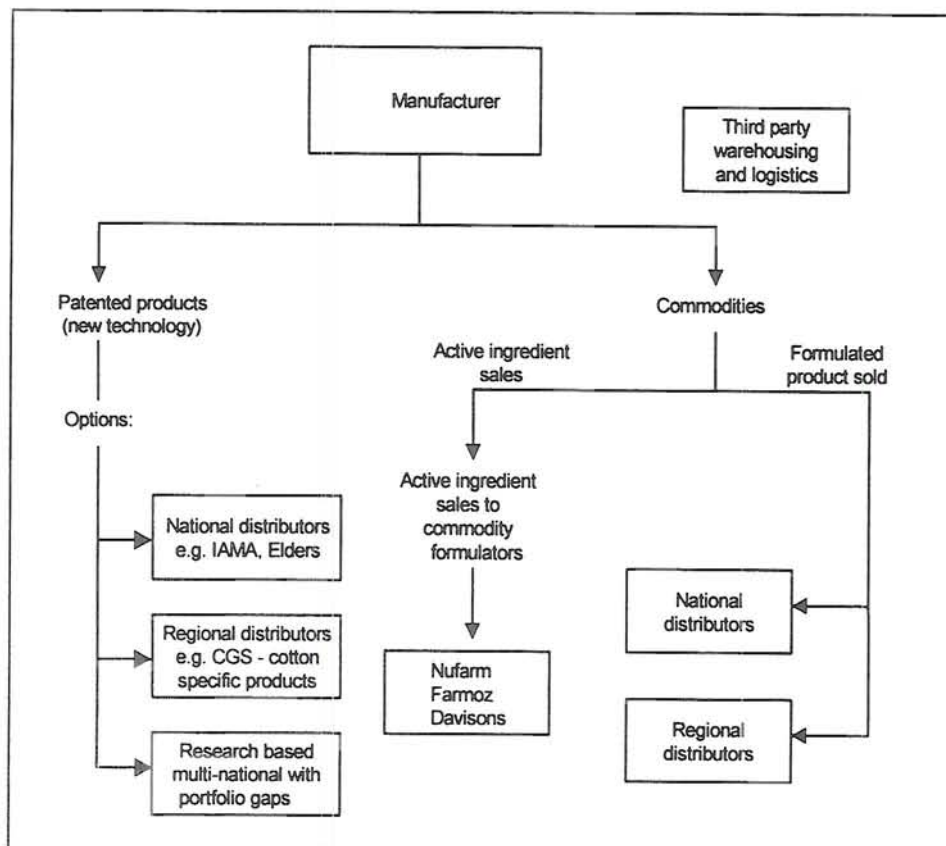 Manufacturer
Third party
warehousing
and logistics
Patented products
(new technology)
Commodities
Active ingredient
sales
Formulated
product sold
Options:
Active ingredient
sales to
commodity
formulators
National distributors
e.g. IAMA, Elders
Regional distributors
e.g. CGS - cotton
specific products
Research based
multi-national with
portfolio gaps
Nufarm
Farmoz
Davisons
National
distributors
Regional
distributors